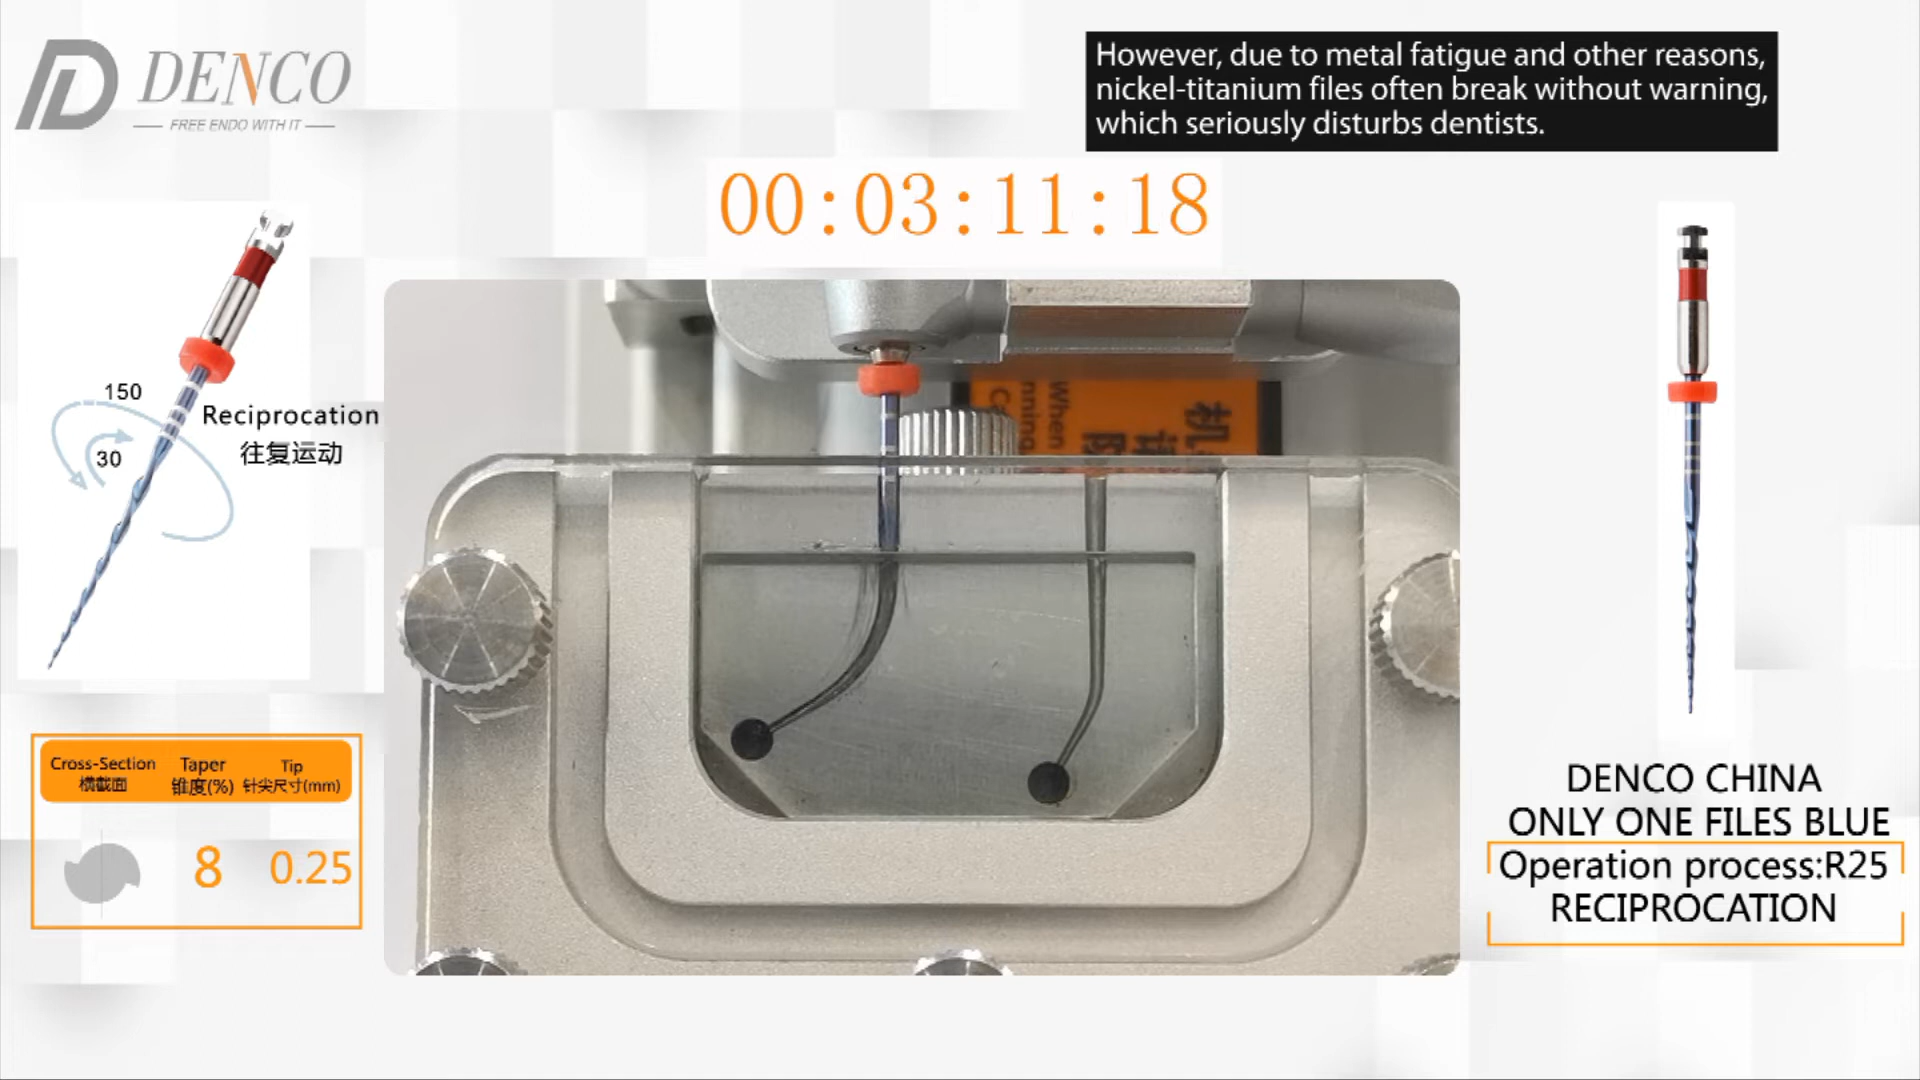 DENCO
FREE ENDO WITH IT
However, due to metal fatigue and other reasons,
nickel-titanium files often break without warning,
which seriously disturbs dentists.
00:03:11:18
150
30
Reciprocation
往复运动
When
Cross-Section
Taper
Tip
横截面
锥度(%)
针尖尺寸(mm)
8
0.25
DENCO CHINA
ONLY ONE FILES BLUE
Operation process:R25
RECIPROCATION